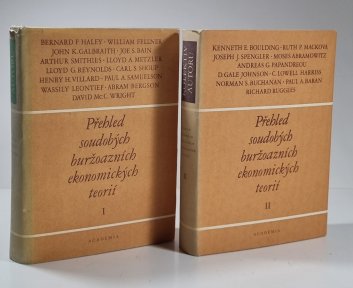 BERNARD F. HALEY · WILLIAM FELLNER
JOHN K. GALBRAITH · JOE S. BAIN
ARTHUR SMITHIES · LLOYD A. METZLER
LLOYD G. REYNOLDS · CARL S. SHOUP
HENRY H. VILLARD · PAUL A. SAMUELSON
WASSILY LEONTIEF · ABRAM BERGSON
DAVID McC. WRIGHT
Přehled
soudobých
buržoazních
ekonomických
teorií
I
ACADEMIA
AUTORŮ
II
KENNETH E. BOULDING · RUTH P. MACKOVA
JOSEPH J. SPENGLER · MOSES ABRAMOWITZ
ANDREAS G. PAPANDREOU
D. GALE JOHNSON · C. LOWELL HARRISS
NORMAN S. BUCHANAN · PAUL A. BARAN
RICHARD RUGGLES
Přehled
soudobých
buržoazních
ekonomických
teorií
II
ACADEMIA